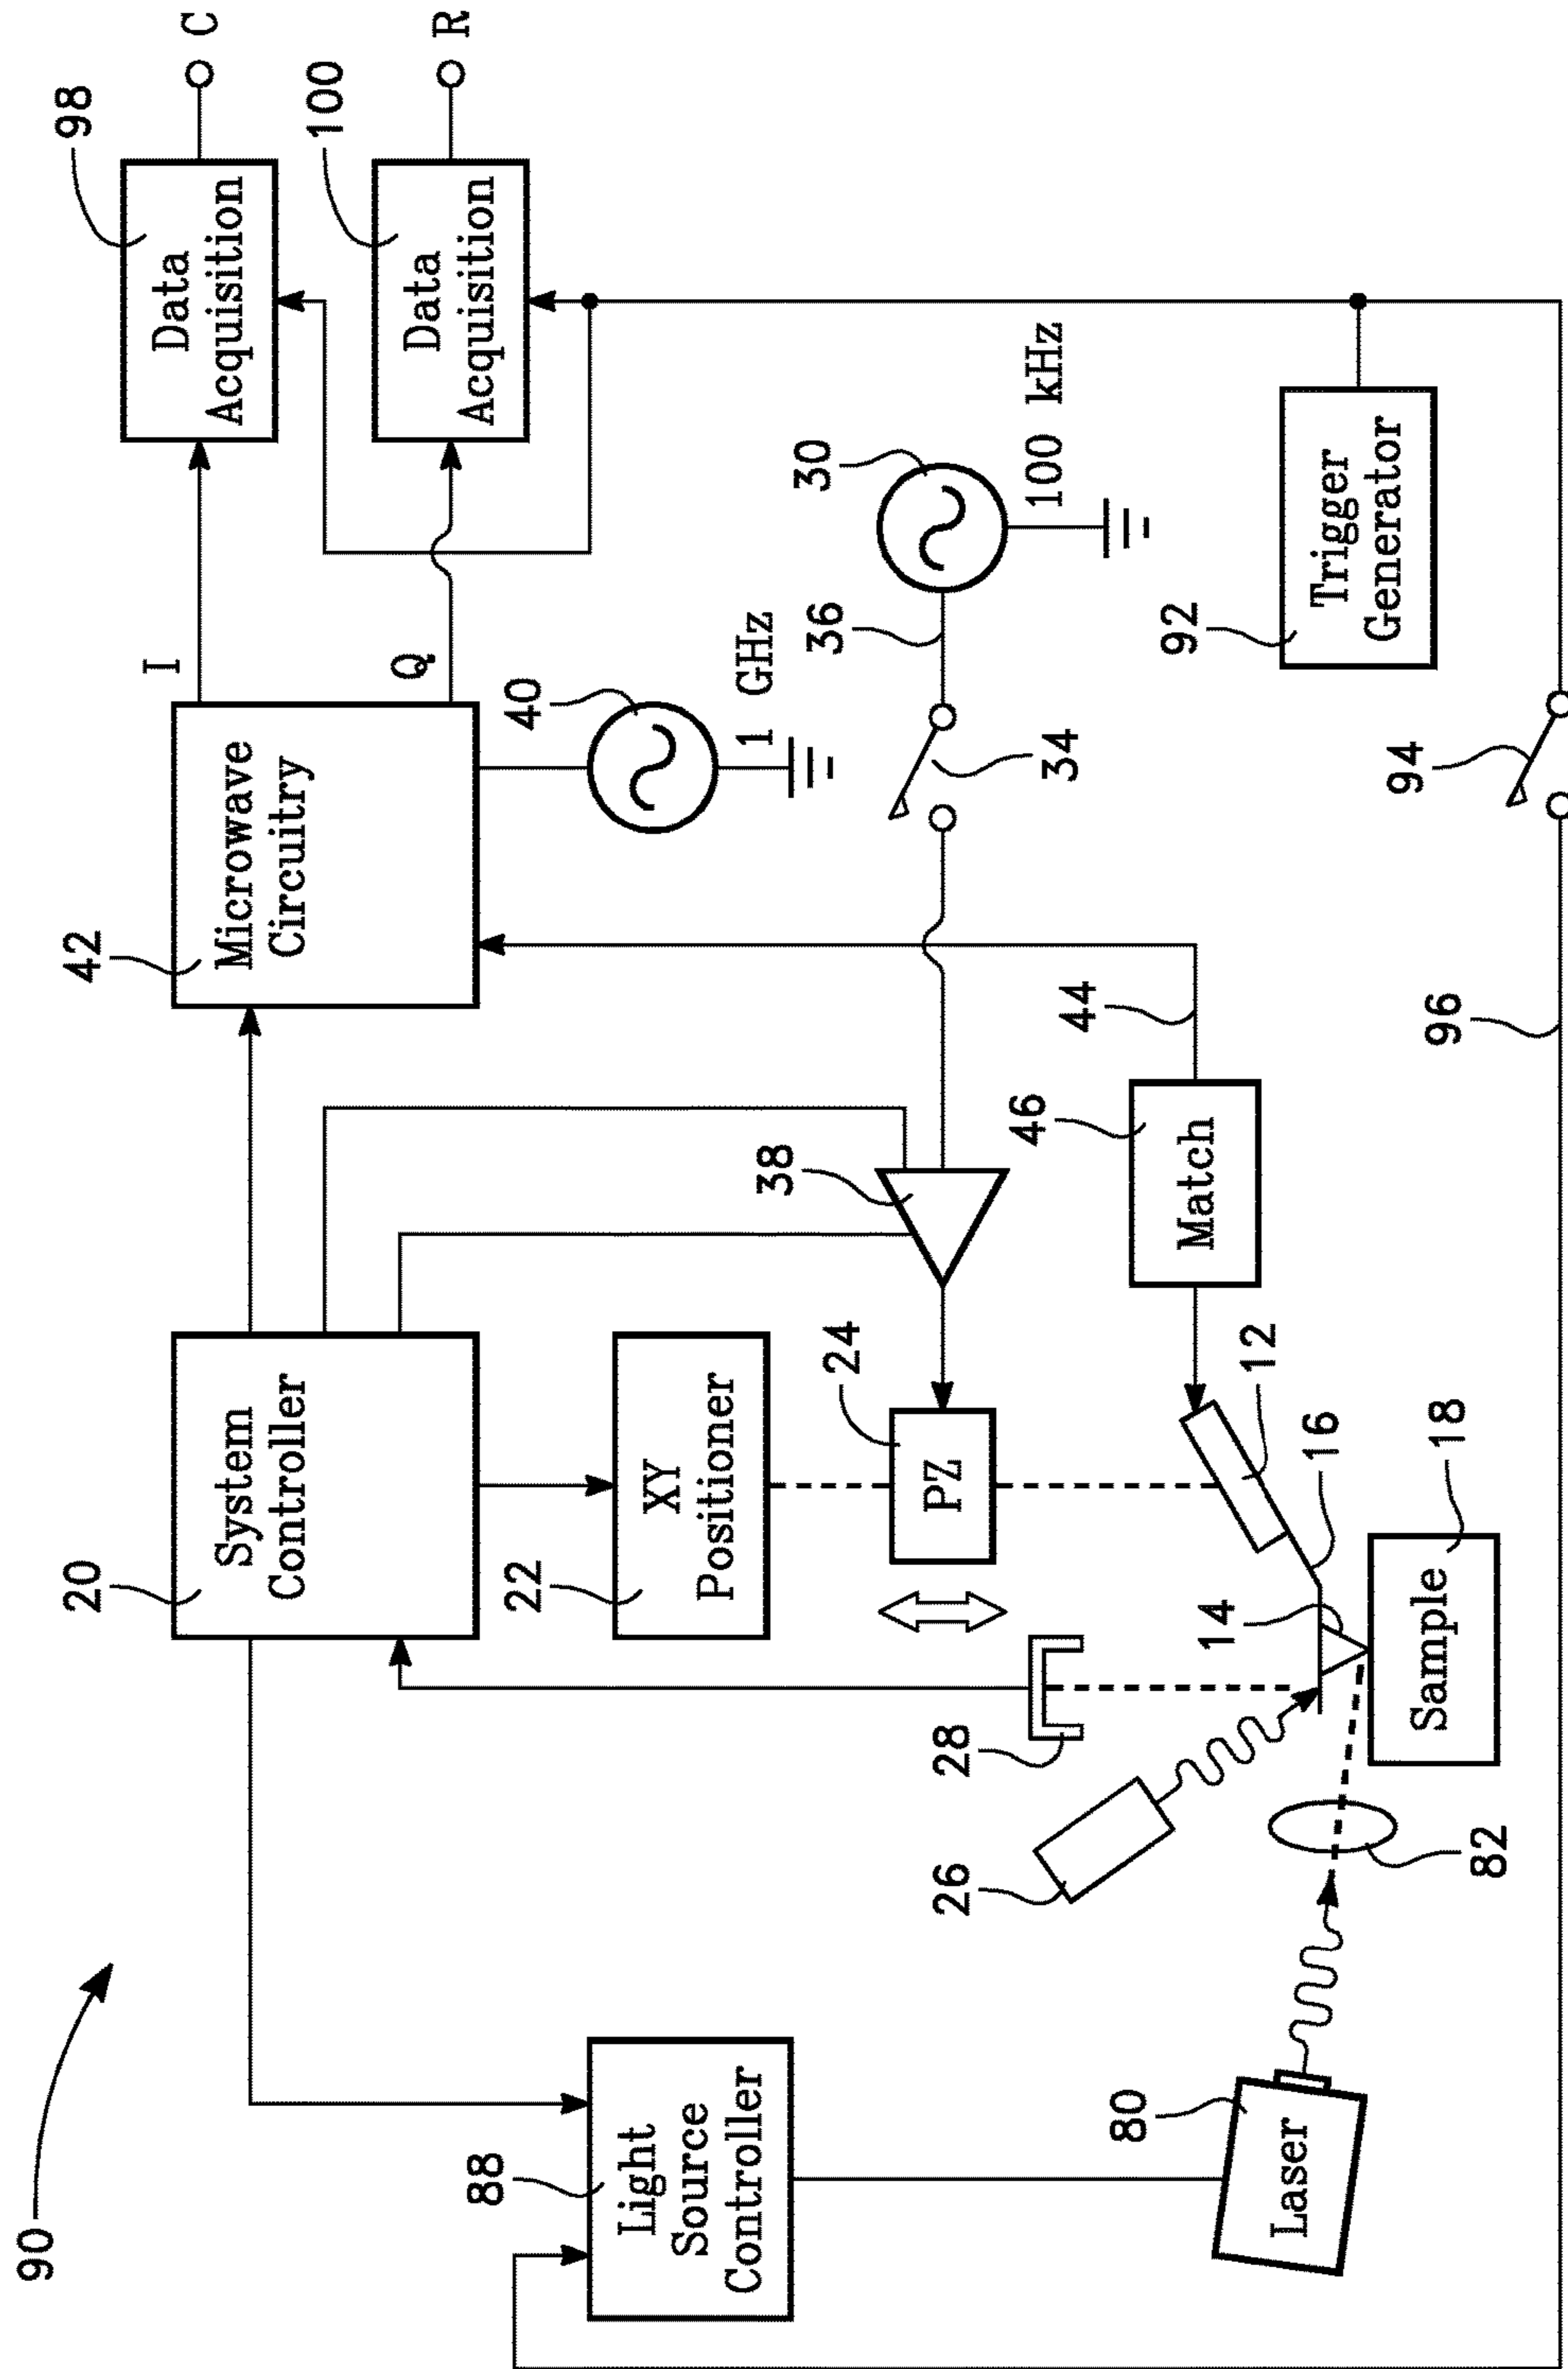 90
20
System
Controller
42
Microwave
Circuitry
I
Q
98
Data
Acquisition
C
100
Data
Acquisition
R
88
Light
Source
Controller
22
XY
Positioner
40
1 GHz
38
24
PZ
36
34
30
100 kHz
26
28
46
Match
44
12
16
14
18
Sample
80
Laser
82
92
Trigger
Generator
94
96